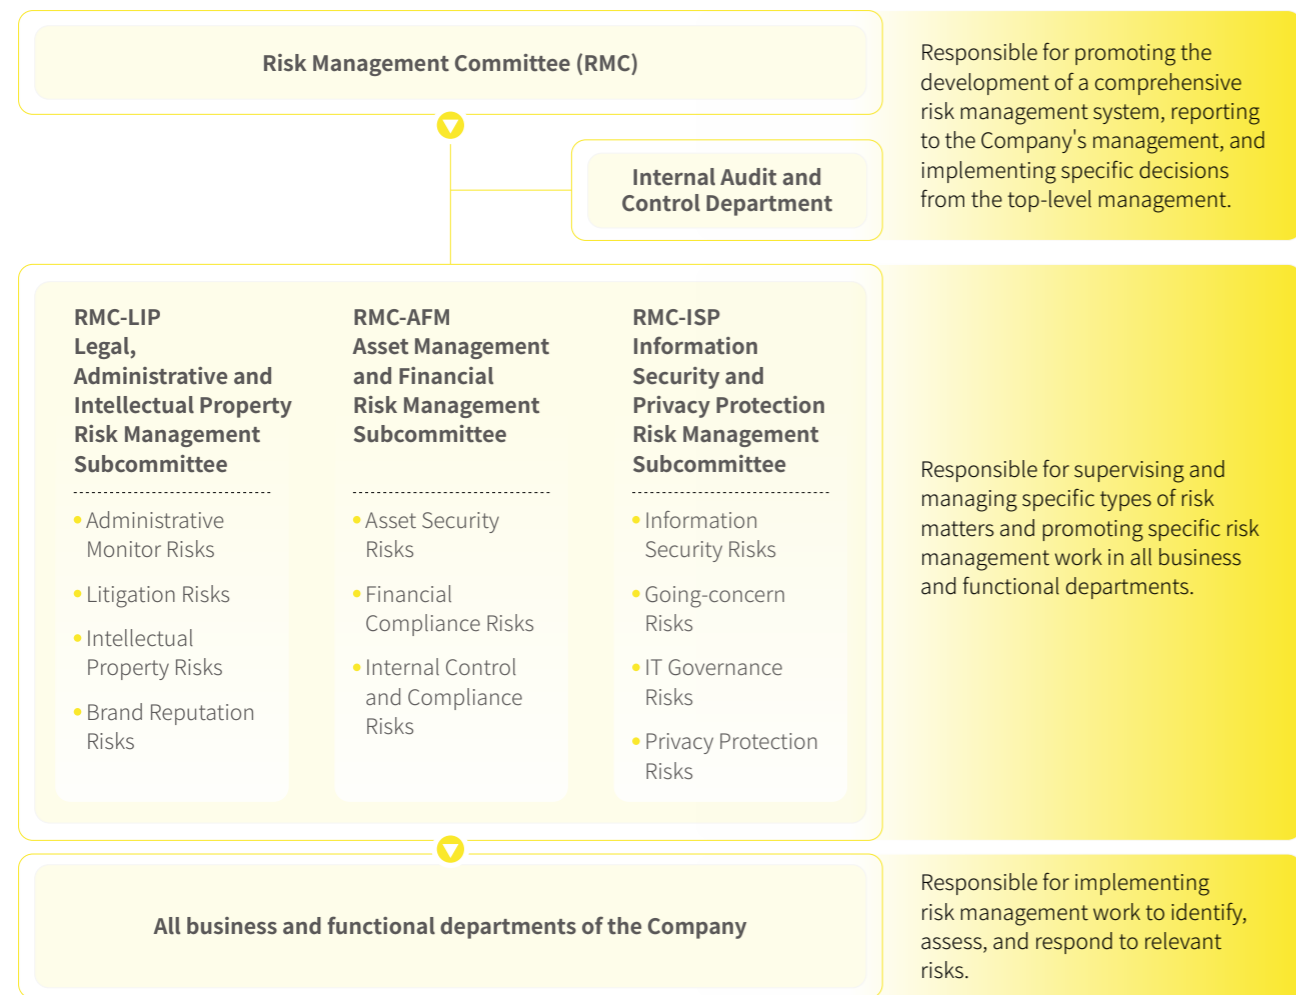 Risk Management Committee (RMC)
Responsible for promoting the
development of a comprehensive
risk management system, reporting
to the Company's management, and
implementing specific decisions
from the top-level management.
Internal Audit and
Control Department
RMC-LIP
Legal,
Administrative and
Intellectual Property
Risk Management
Subcommittee
Administrative
Monitor Risks
Litigation Risks
Intellectual
Property Risks
Brand Reputation
Risks
RMC-AFM
Asset Management
and Financial
Risk Management
Subcommittee
Asset Security
Risks
Financial
Compliance Risks
Internal Control
and Compliance
Risks
RMC-ISP
Information
Security and
Privacy Protection
Risk Management
Subcommittee
Information
Security Risks
Going-concern
Risks
IT Governance
Risks
Privacy Protection
Risks
Responsible for supervising and
managing specific types of risk
matters and promoting specific risk
management work in all business
and functional departments.
All business and functional departments of the Company
Responsible for implementing
risk management work to identify,
assess, and respond to relevant
risks.